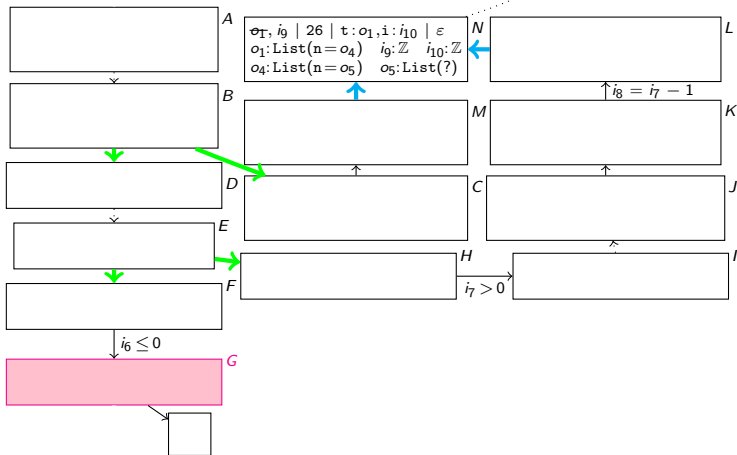 A
B
D
E
F
i₆ ≤ 0
G
o₁, i₉ | 26 | t:o₁,i:i₁₀ | ε
o₁:List(n=o₄) i₉:ℤ i₁₀:ℤ
o₄:List(n=o₅) o₅:List(?)
N
M
C
H
i₇ > 0
L
i₈ = i₇ − 1
K
J
I